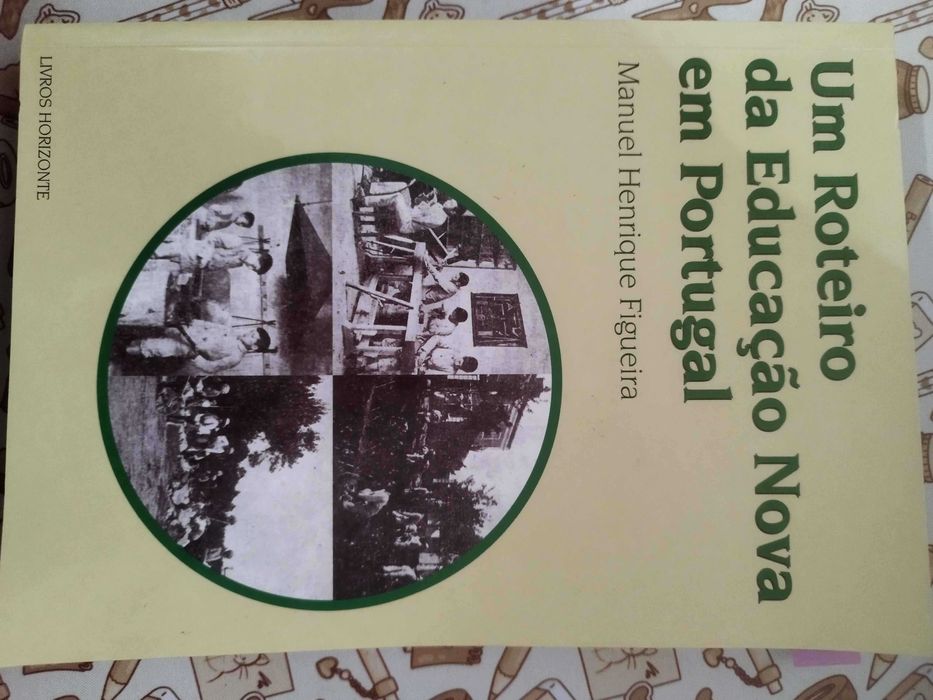 Um Roteiro
da Educação Nova
em Portugal
Manuel Henrique Figueira
LIVROS HORIZONTE